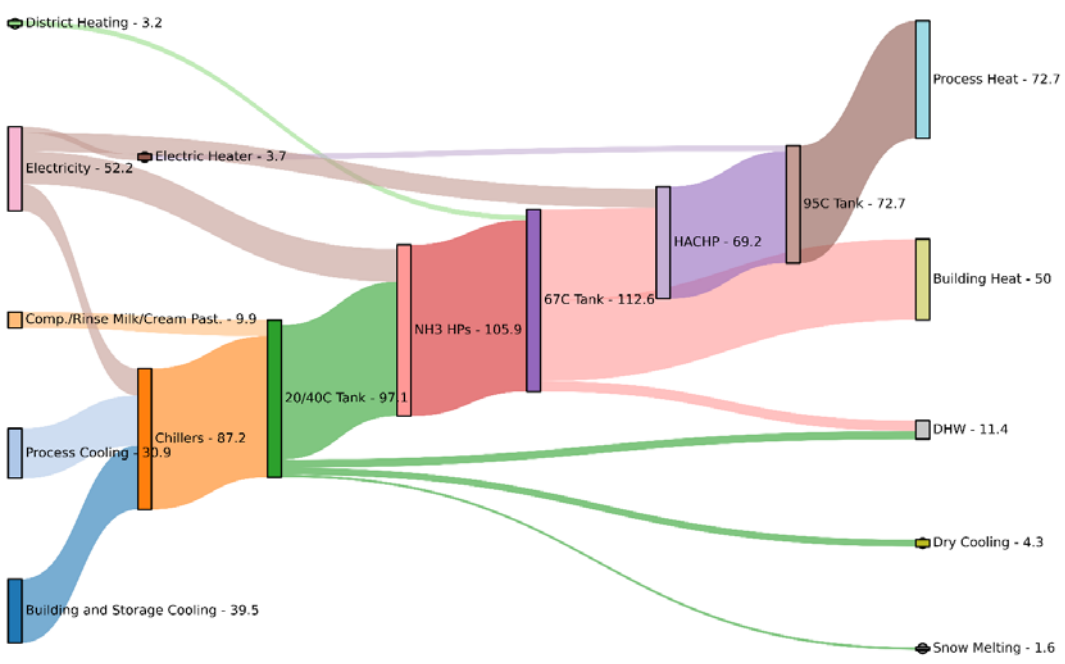 District Heating - 3.2
Process Heat - 72.7
Electric Heater - 3.7
Electricity - 52.2
95C Tank - 72.7
HACHP - 69.2
Building Heat - 50
67C Tank - 112.6
Comp./Rinse Milk/Cream Past. - 9.9
NH3 HPs - 105.9
20/40C Tank - 97.1
DHW - 11.4
Chillers - 87.2
Process Cooling - 30.9
Dry Cooling - 4.3
Building and Storage Cooling - 39.5
Snow Melting - 1.6